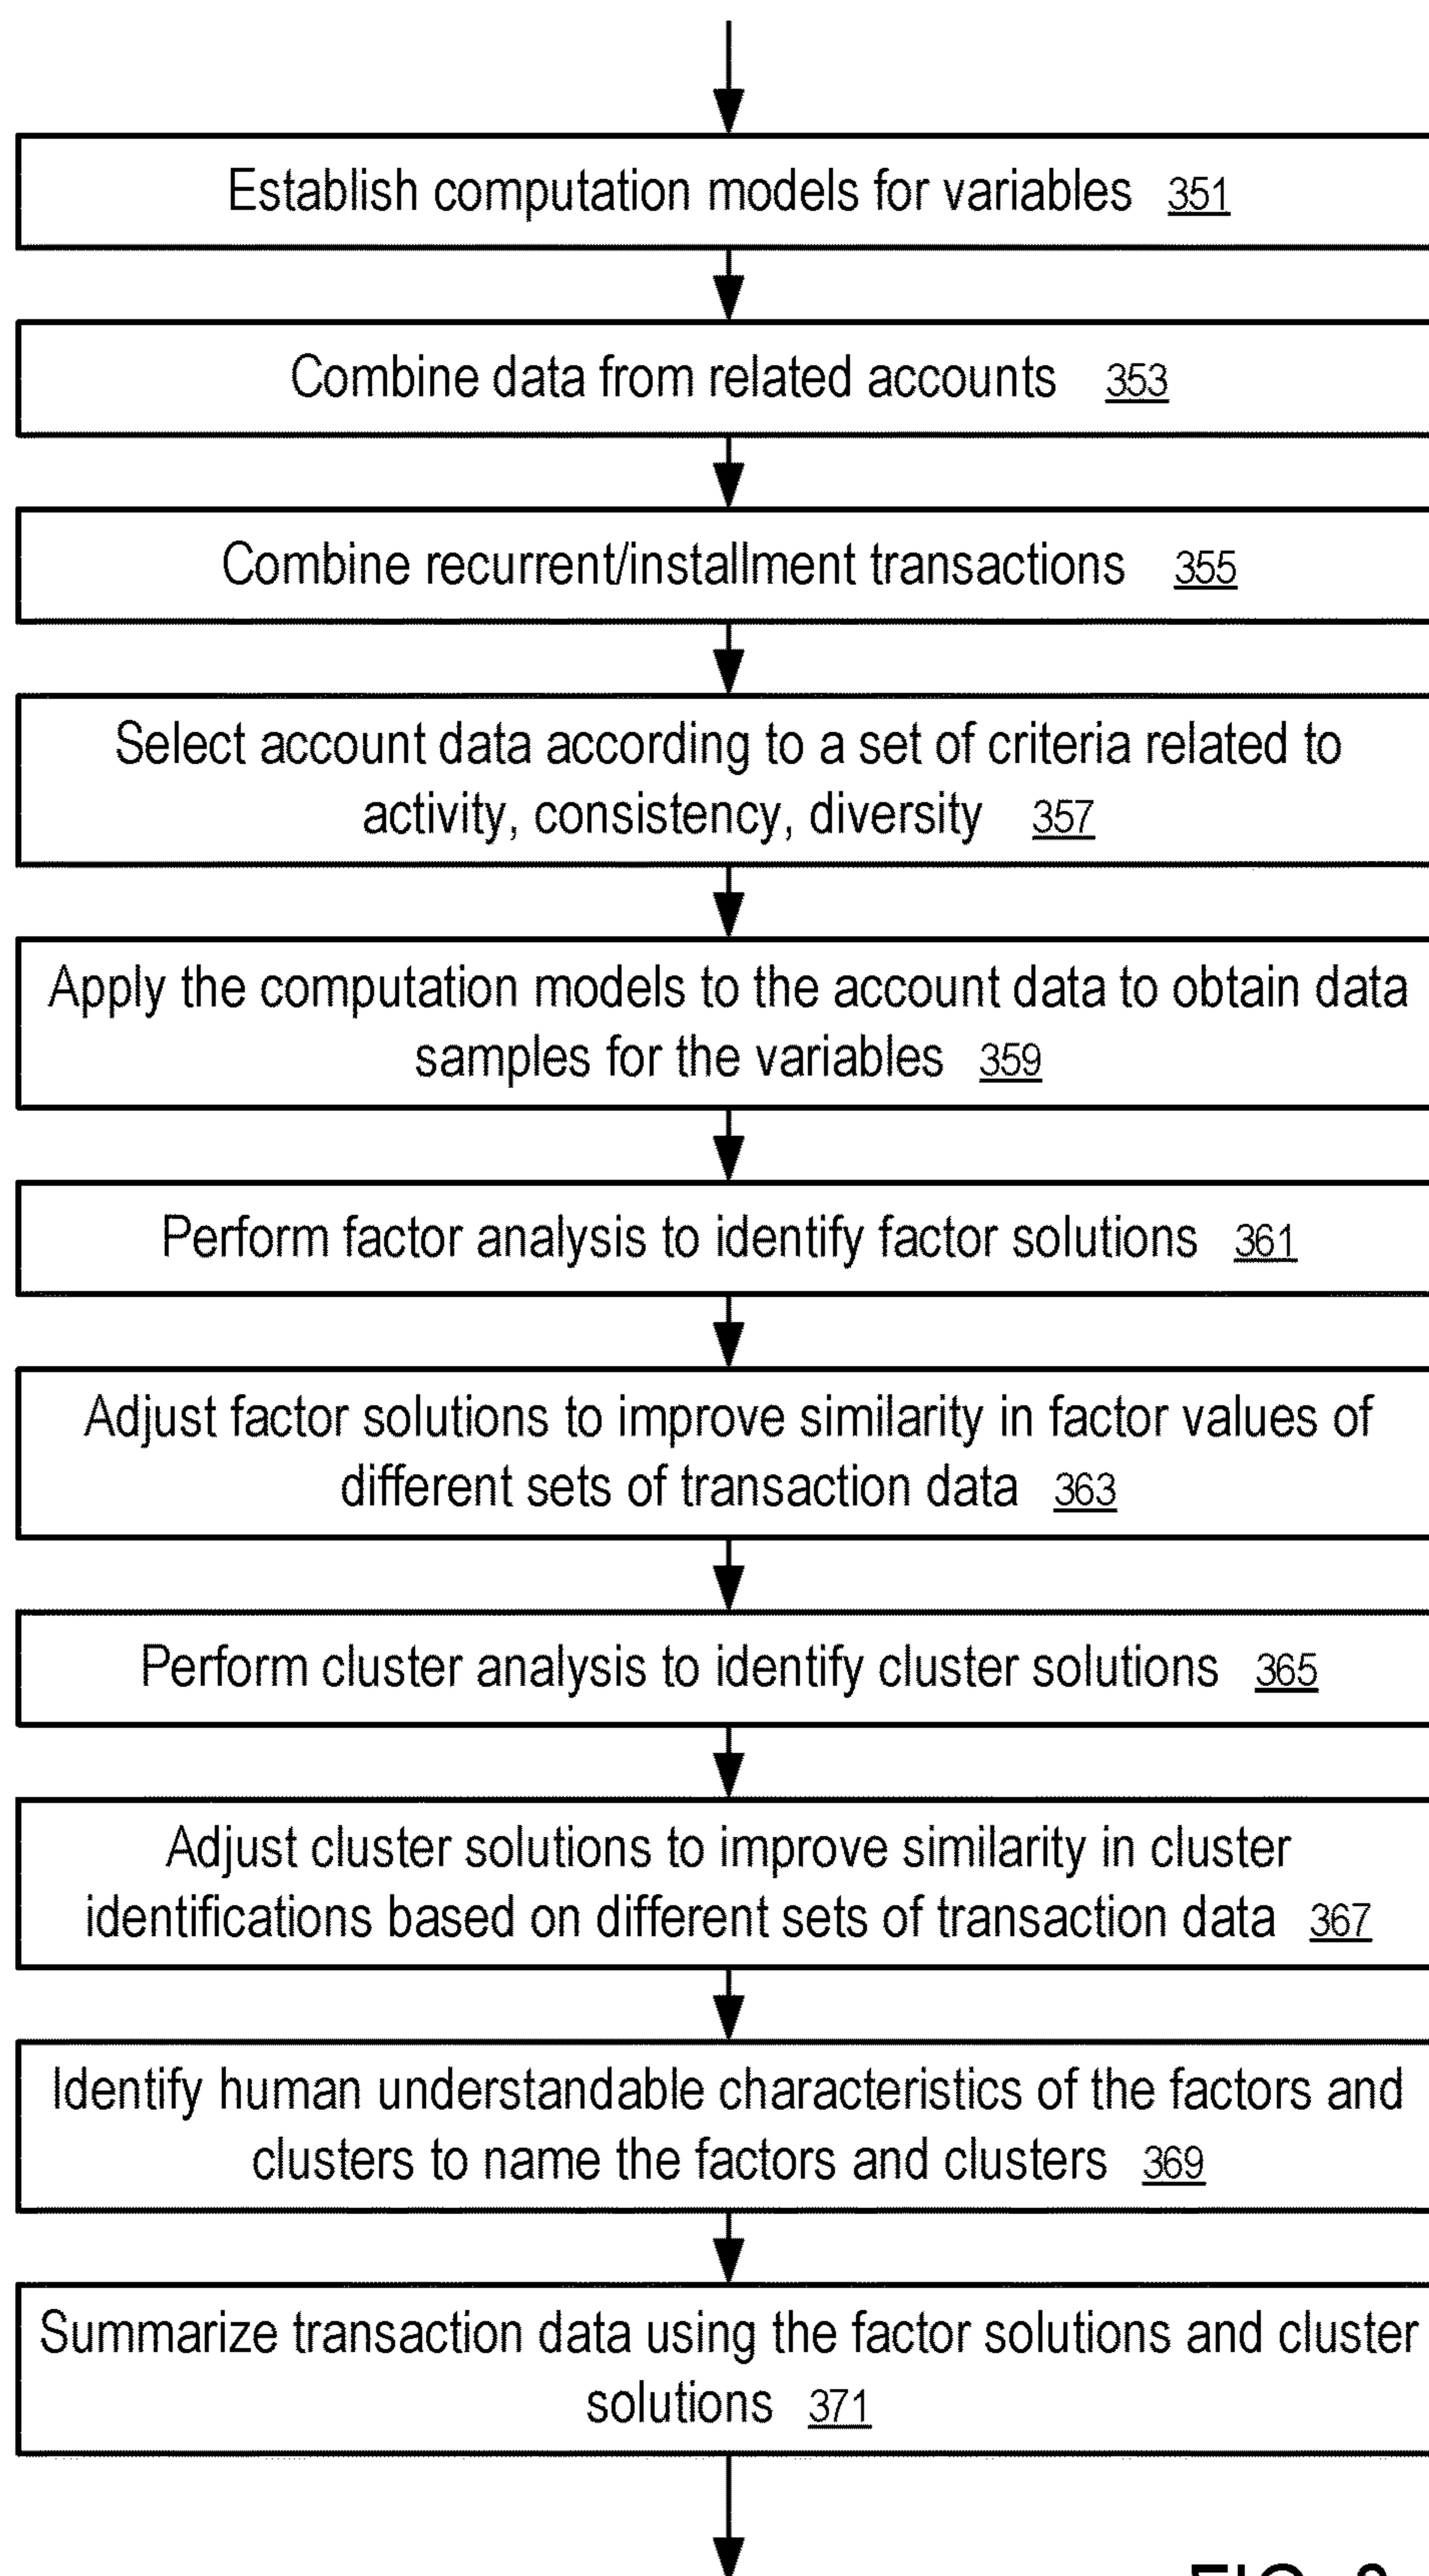 Establish computation models for variables 351
Combine data from related accounts 353
Combine recurrent/installment transactions 355
Select account data according to a set of criteria related to
activity, consistency, diversity 357
Apply the computation models to the account data to obtain data
samples for the variables 359
Perform factor analysis to identify factor solutions 361
Adjust factor solutions to improve similarity in factor values of
different sets of transaction data 363
Perform cluster analysis to identify cluster solutions 365
Adjust cluster solutions to improve similarity in cluster
identifications based on different sets of transaction data 367
Identify human understandable characteristics of the factors and
clusters to name the factors and clusters 369
Summarize transaction data using the factor solutions and cluster
solutions 371